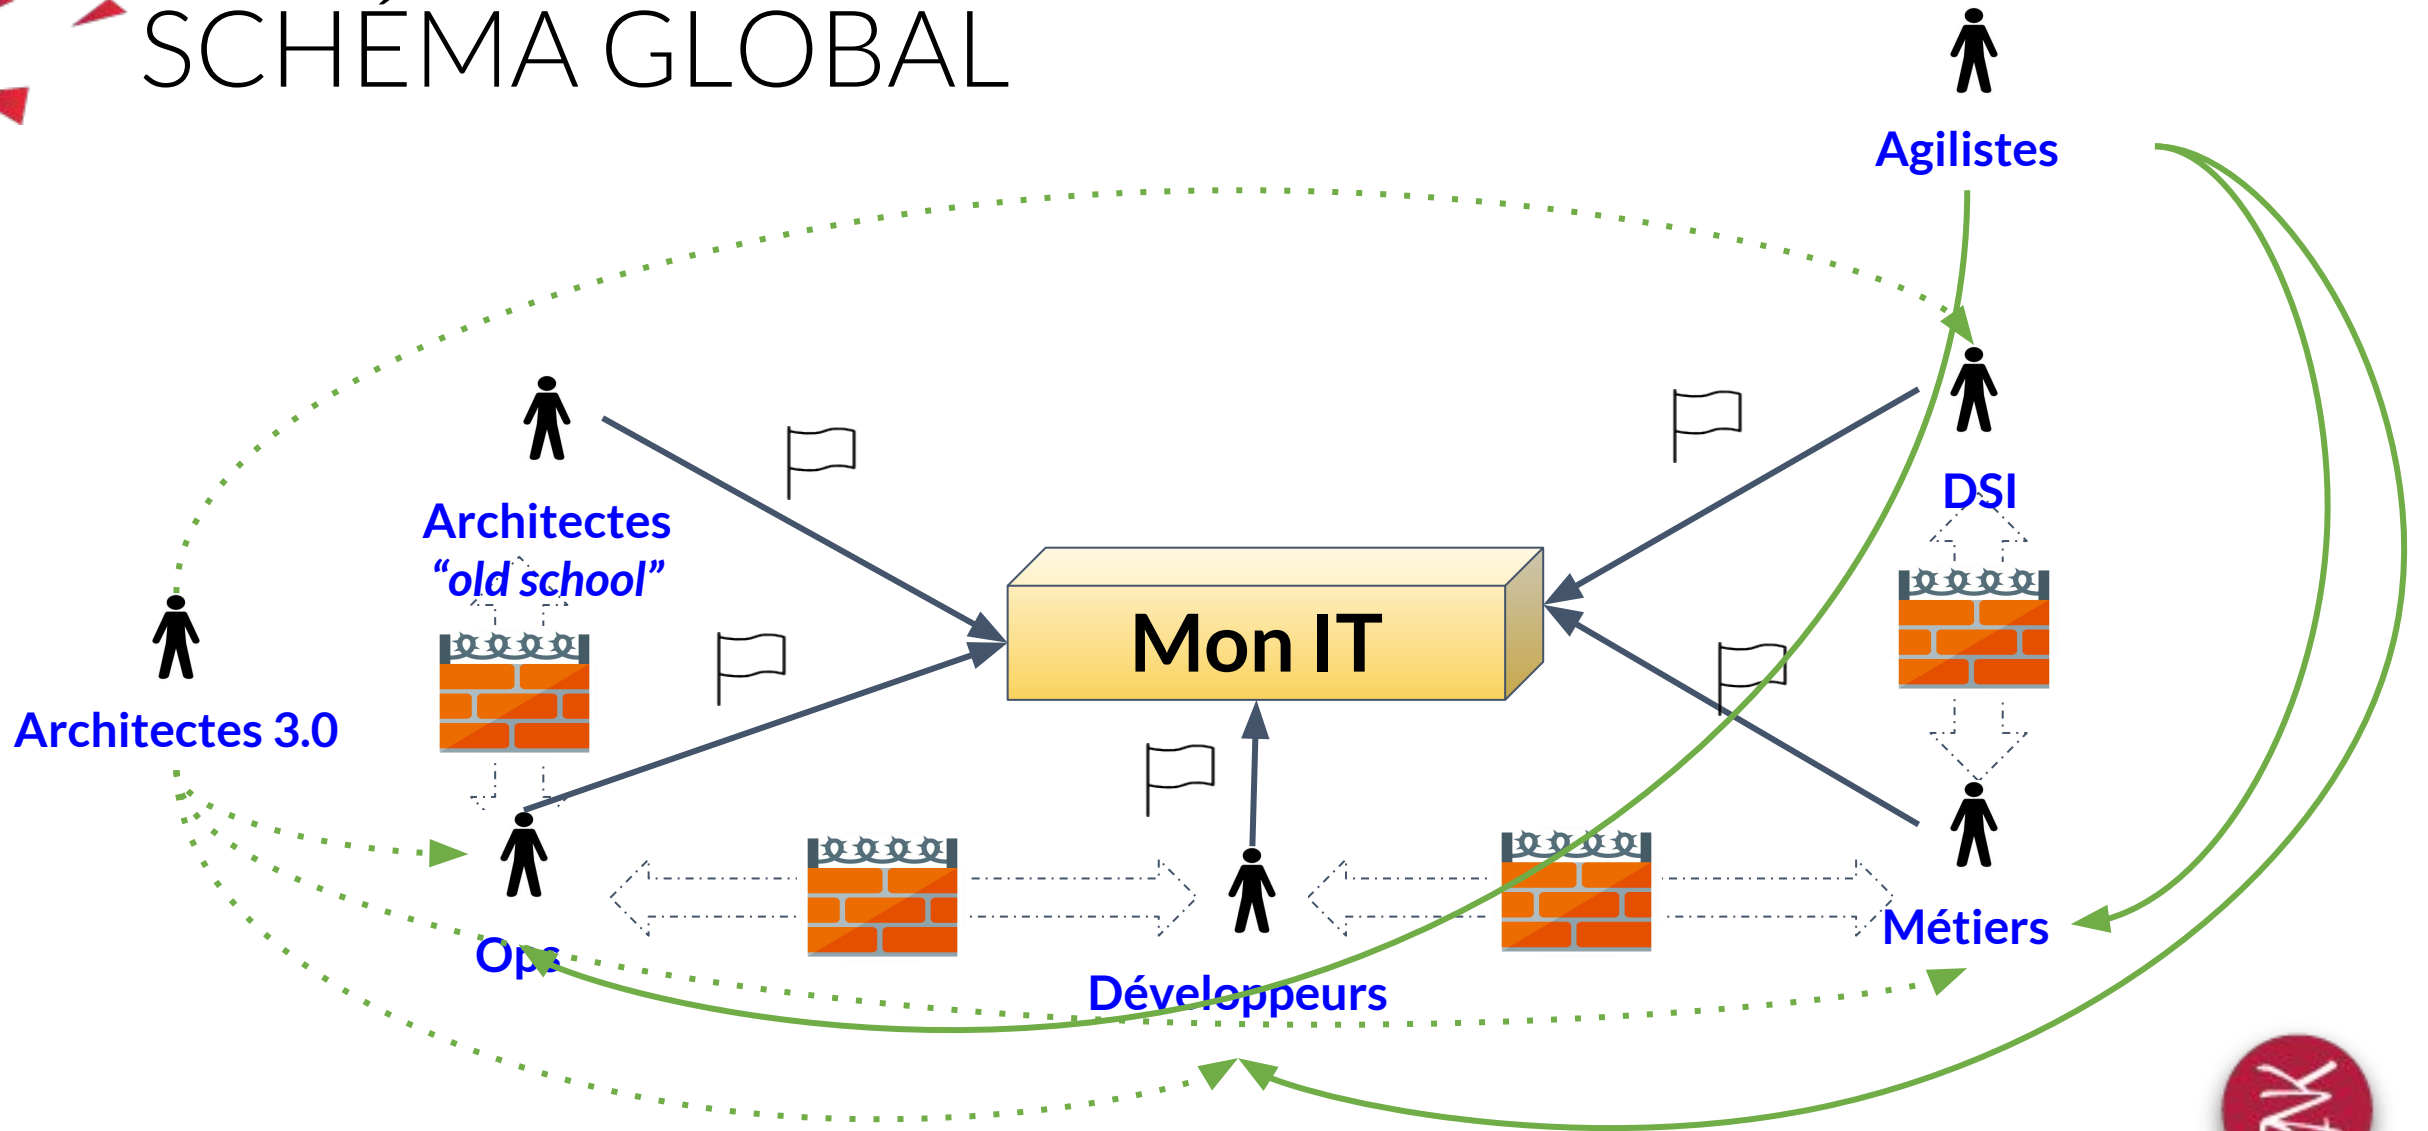 SCHÉMA GLOBAL
Agilistes
Architectes
“old school”
DSI
Mon IT
Architectes 3.0
Ops
Métiers
Développeurs